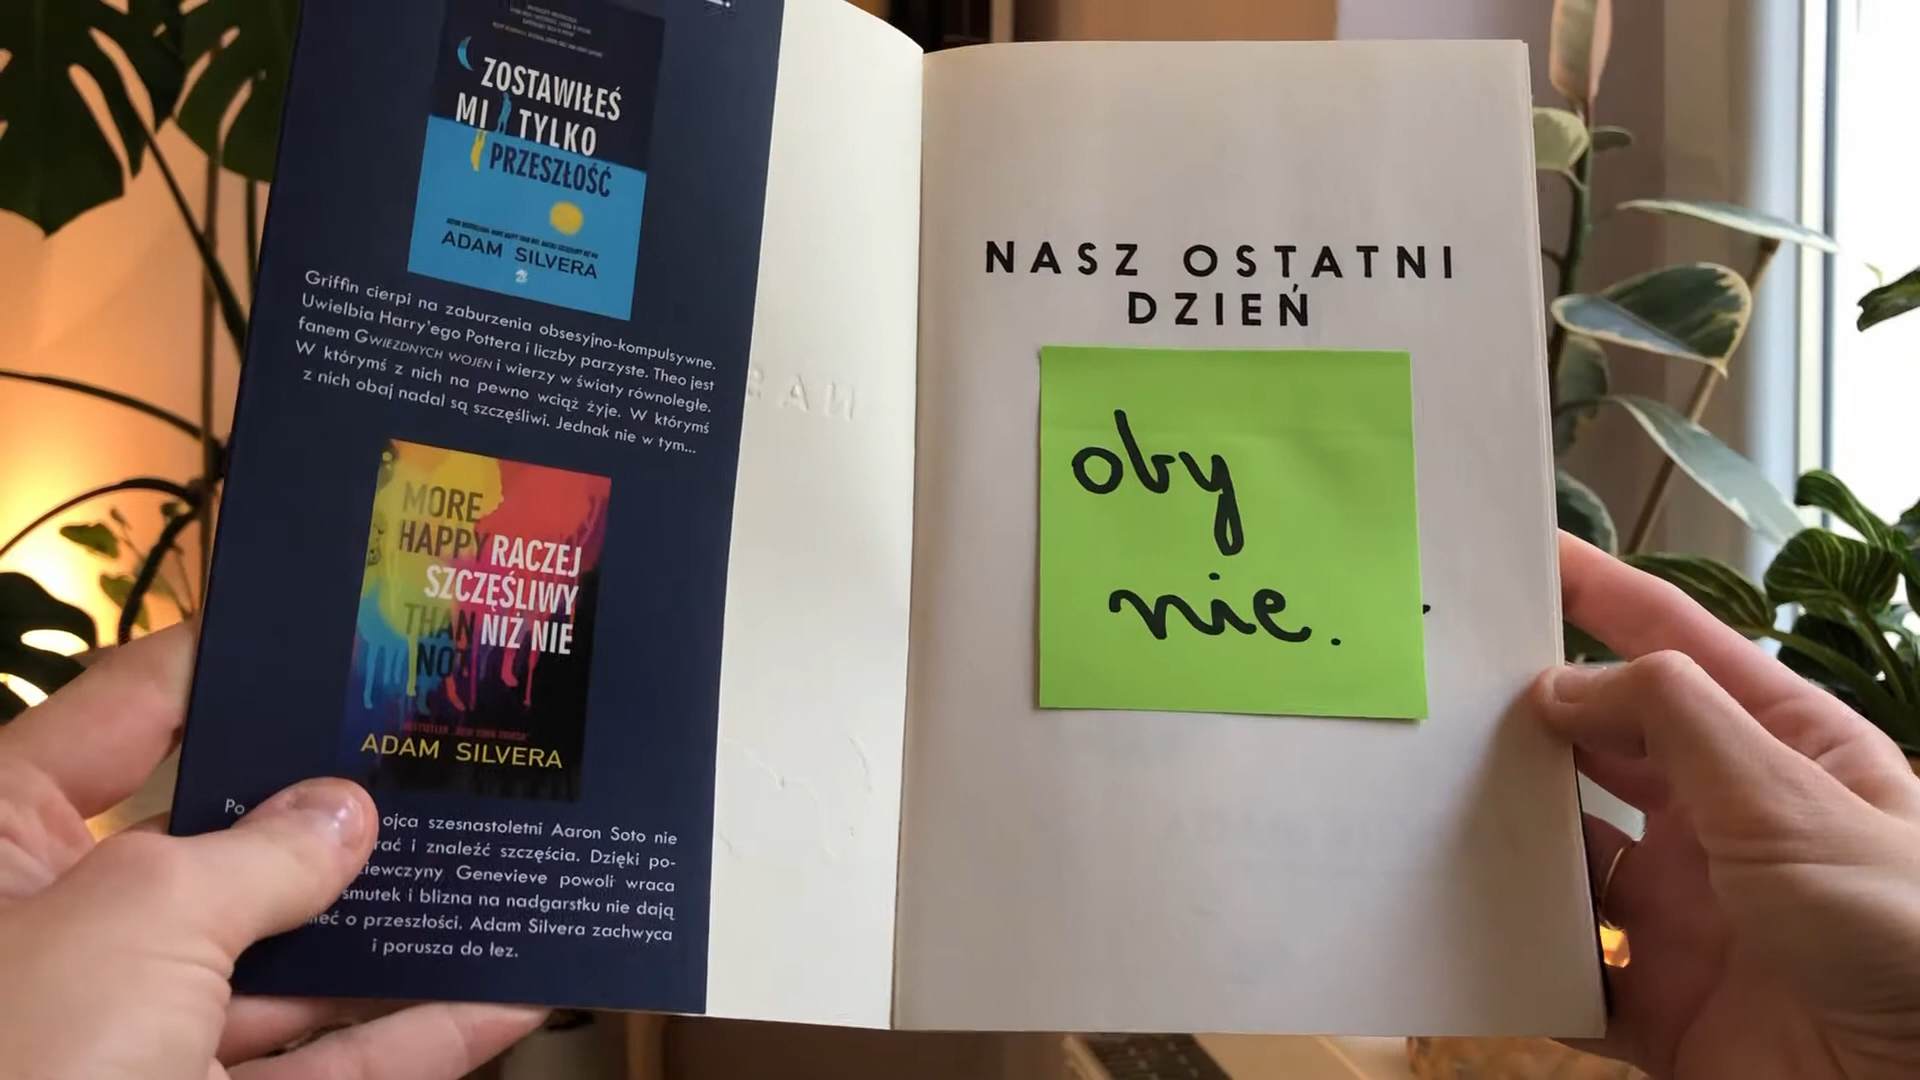 ZOSTAWIŁEŚ
MI TYLKO
PRZESZŁOŚĆ
ADAM SILVERA
Griffin cierpi na zaburzenia obsesyjno-kompulsywne.
Uwielbia Harry'ego Pottera i liczby parzyste. Theo jest
fanem GWIEZDNYCH WOJEN i wierzy w światy równoległe.
W którymś z nich na pewno wciąż żyje. W którymś
z nich obaj nadal są szczęśliwi. Jednak nie w tym...
MORE
HAPPY RACZEJ
SZCZĘŚLIWY
THAN NIŻ NIE
NOT
ADAM SILVERA
Po ojca szesnastoletni Aaron Soto nie
i znaleźć szczęścia. Dzięki po-
Genevieve powoli wraca
smutek i blizna na nadgarstku nie dają
o przeszłości. Adam Silvera zachwyca
i porusza do łez.
NASZ OSTATNI
DZIEŃ
oby
nie.